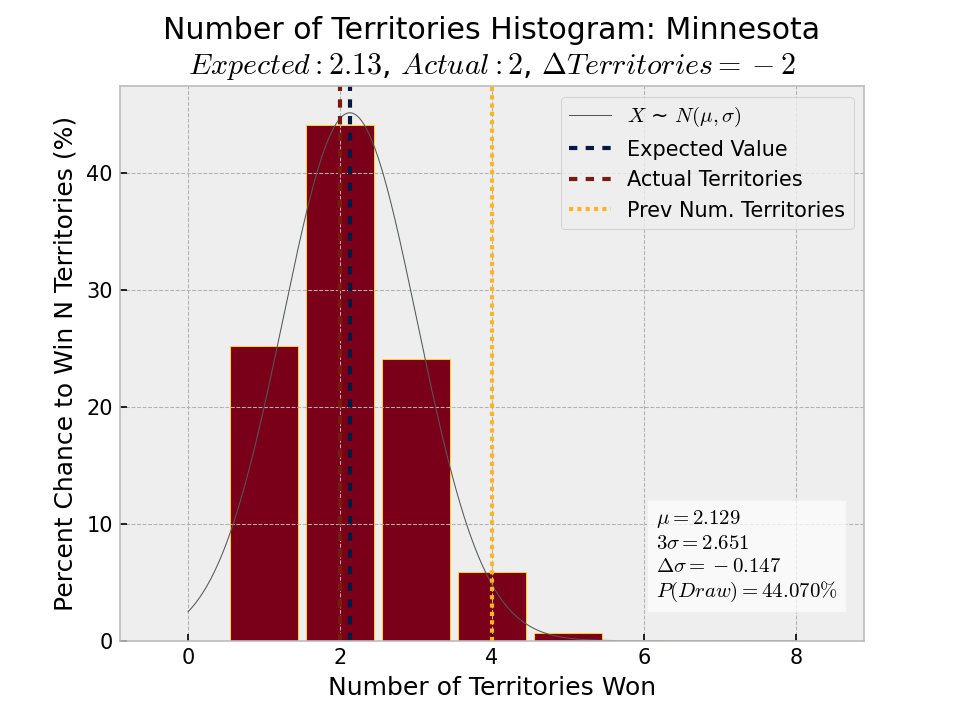 Number of Territories Histogram: Minnesota
Expected : 2.13, Actual : 2, ΔTerritories = −2
Percent Chance to Win N Territories (%)
40
30
20
10
0
X ∼ N(μ, σ)
Expected Value
Actual Territories
Prev Num. Territories
μ = 2.129
3σ = 2.651
Δσ = −0.147
P(Draw) = 44.070%
0 2 4 6 8
Number of Territories Won